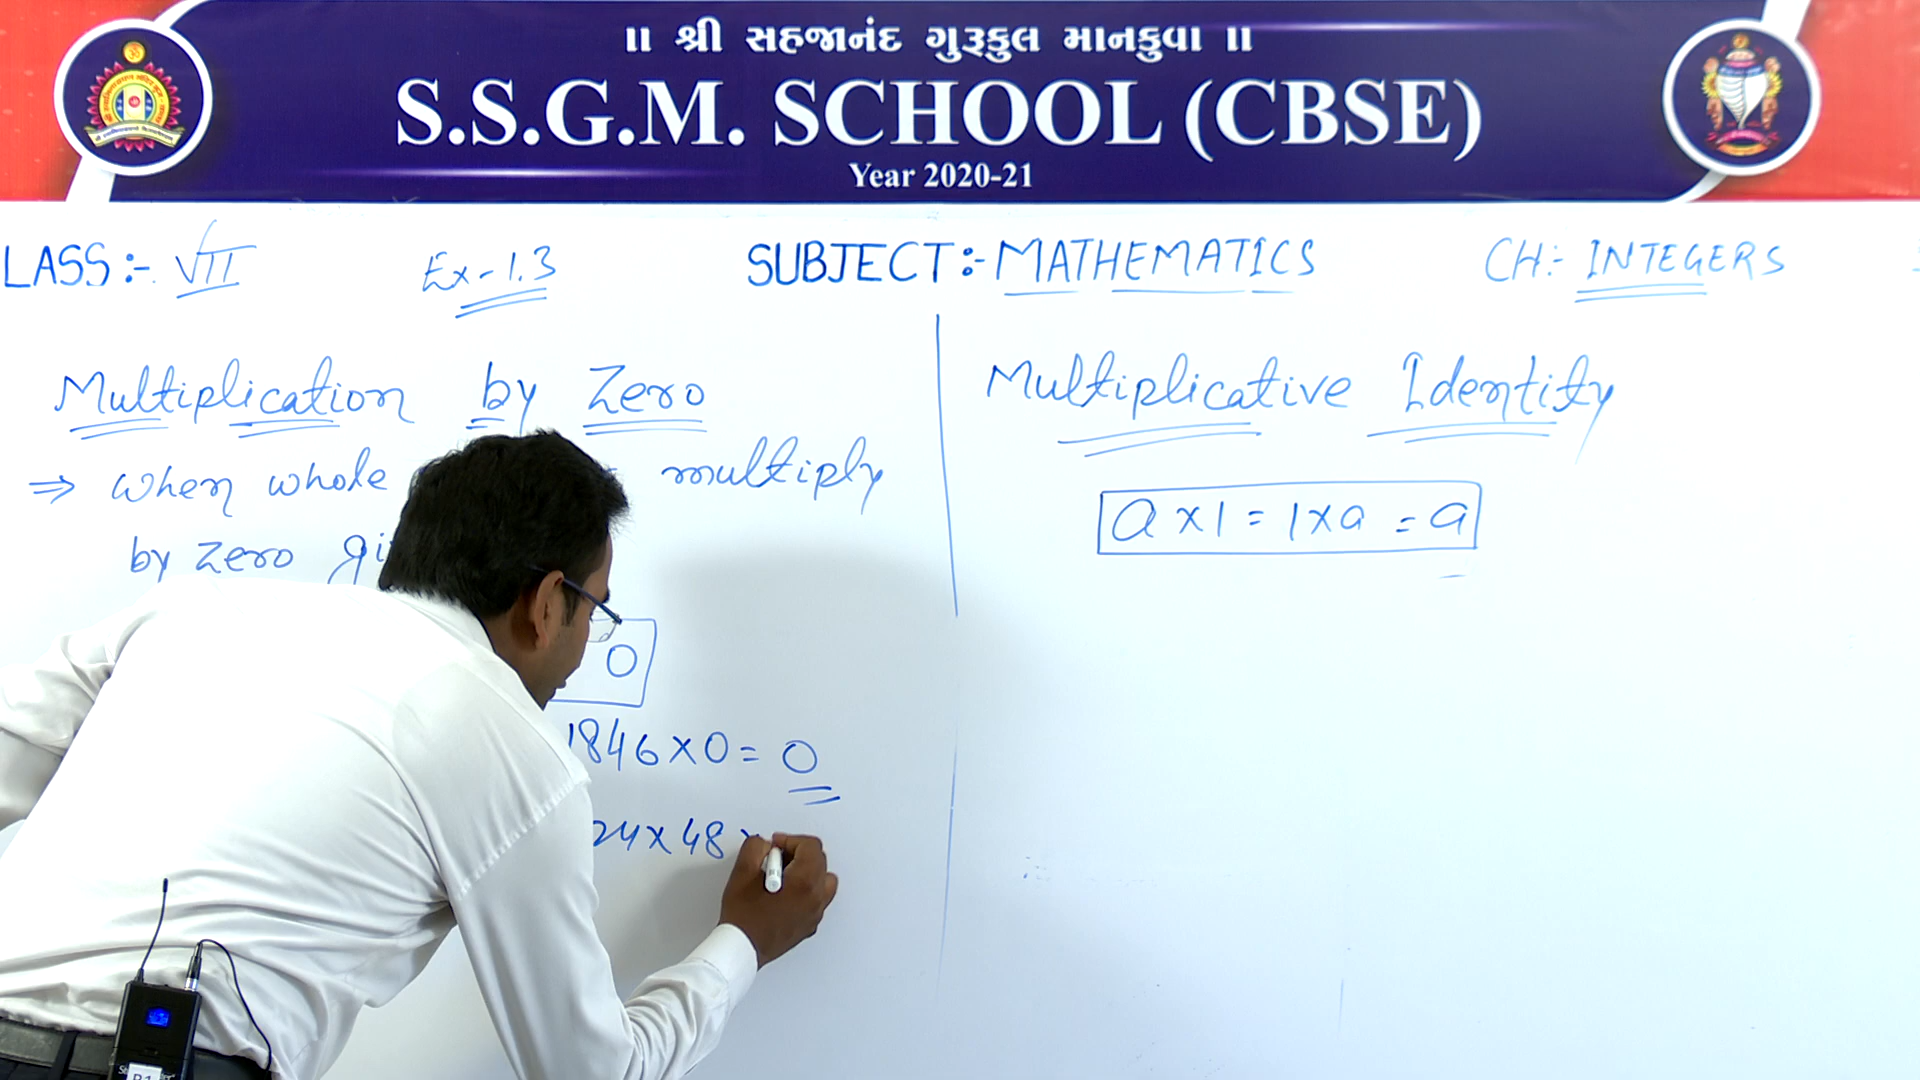 ॥ શ્રી સહજાનંદ ગુરુકુલ માનકુવા ॥
S.S.G.M. SCHOOL (CBSE)
Year 2020-21
LASS :- VII
Ex-1.3
SUBJECT :- MATHEMATICS
CH:- INTEGERS
Multiplication by Zero
⇒ When whole multiply
by zero gi
0
1846 × 0 = 0
24 × 48 ×
Multiplicative Identity
a × 1 = 1 × a = a